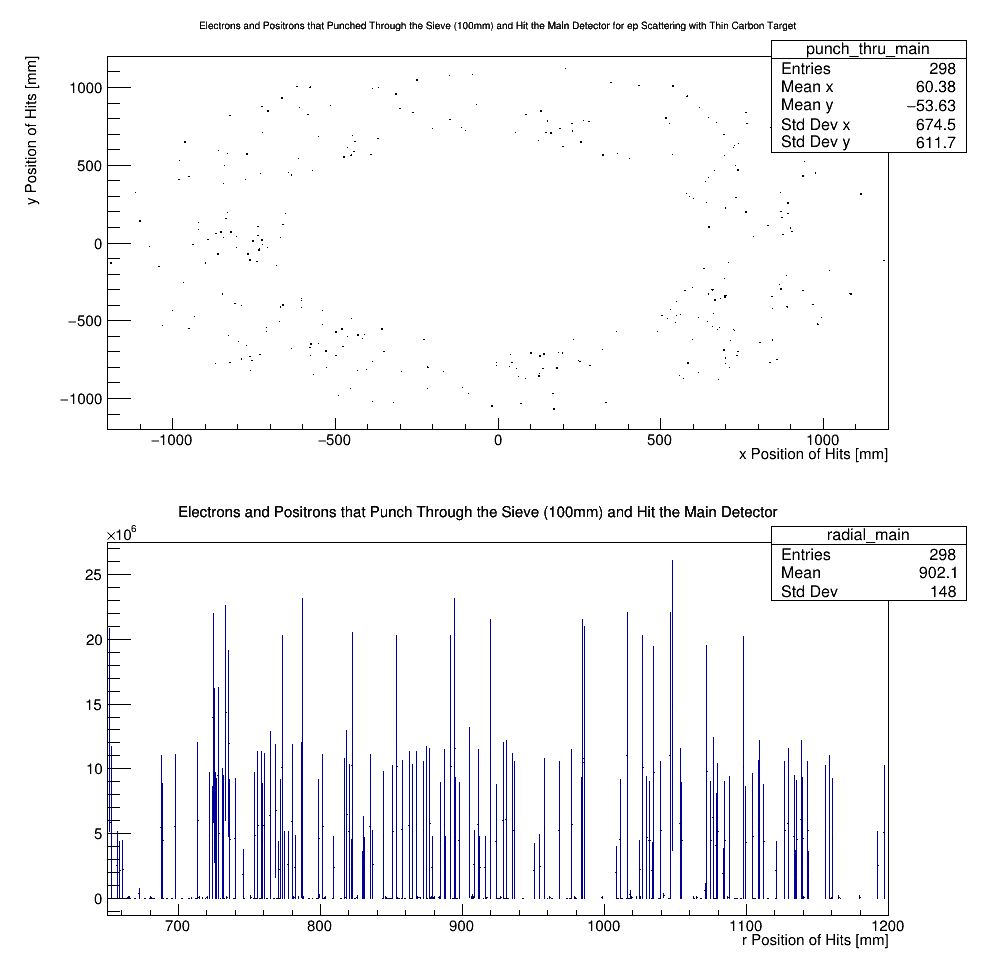 Electrons and Positrons that Punched Through the Sieve (100mm) and Hit the Main Detector for ep Scattering with Thin Carbon Target
punch_thru_main
Entries 298
Mean x 60.38
Mean y −53.63
Std Dev x 674.5
Std Dev y 611.7
y Position of Hits [mm]
1000
500
0
−500
−1000
−1000 −500 0 500 1000
x Position of Hits [mm]
Electrons and Positrons that Punch Through the Sieve (100mm) and Hit the Main Detector
×10⁶
radial_main
Entries 298
Mean 902.1
Std Dev 148
25
20
15
10
5
0
700 800 900 1000 1100 1200
r Position of Hits [mm]